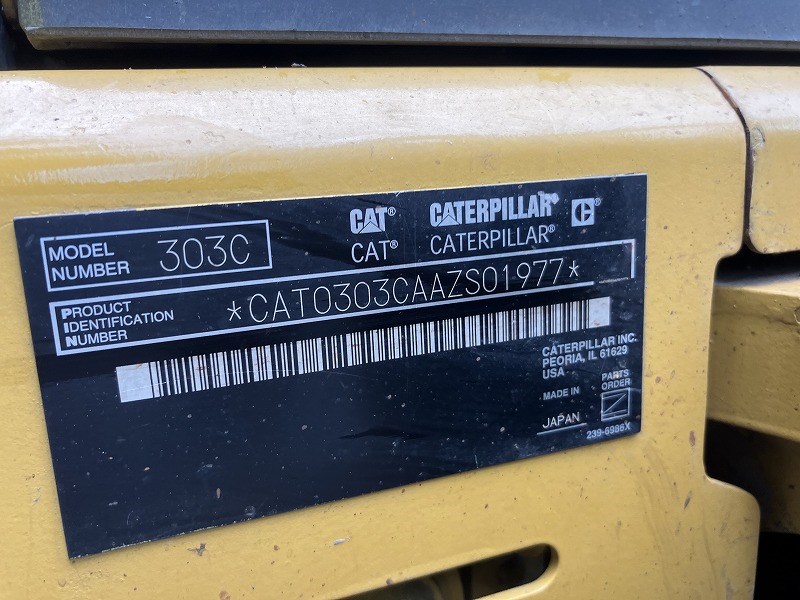 MODEL NUMBER 303C
CAT®
CAT®
CATERPILLAR®
CATERPILLAR®
C®
PRODUCT
IDENTIFICATION
NUMBER
*CAT0303CAAZS01977*
CATERPILLAR INC.
PEORIA, IL 61629
USA
MADE IN
JAPAN
PARTS
ORDER
239-5986X